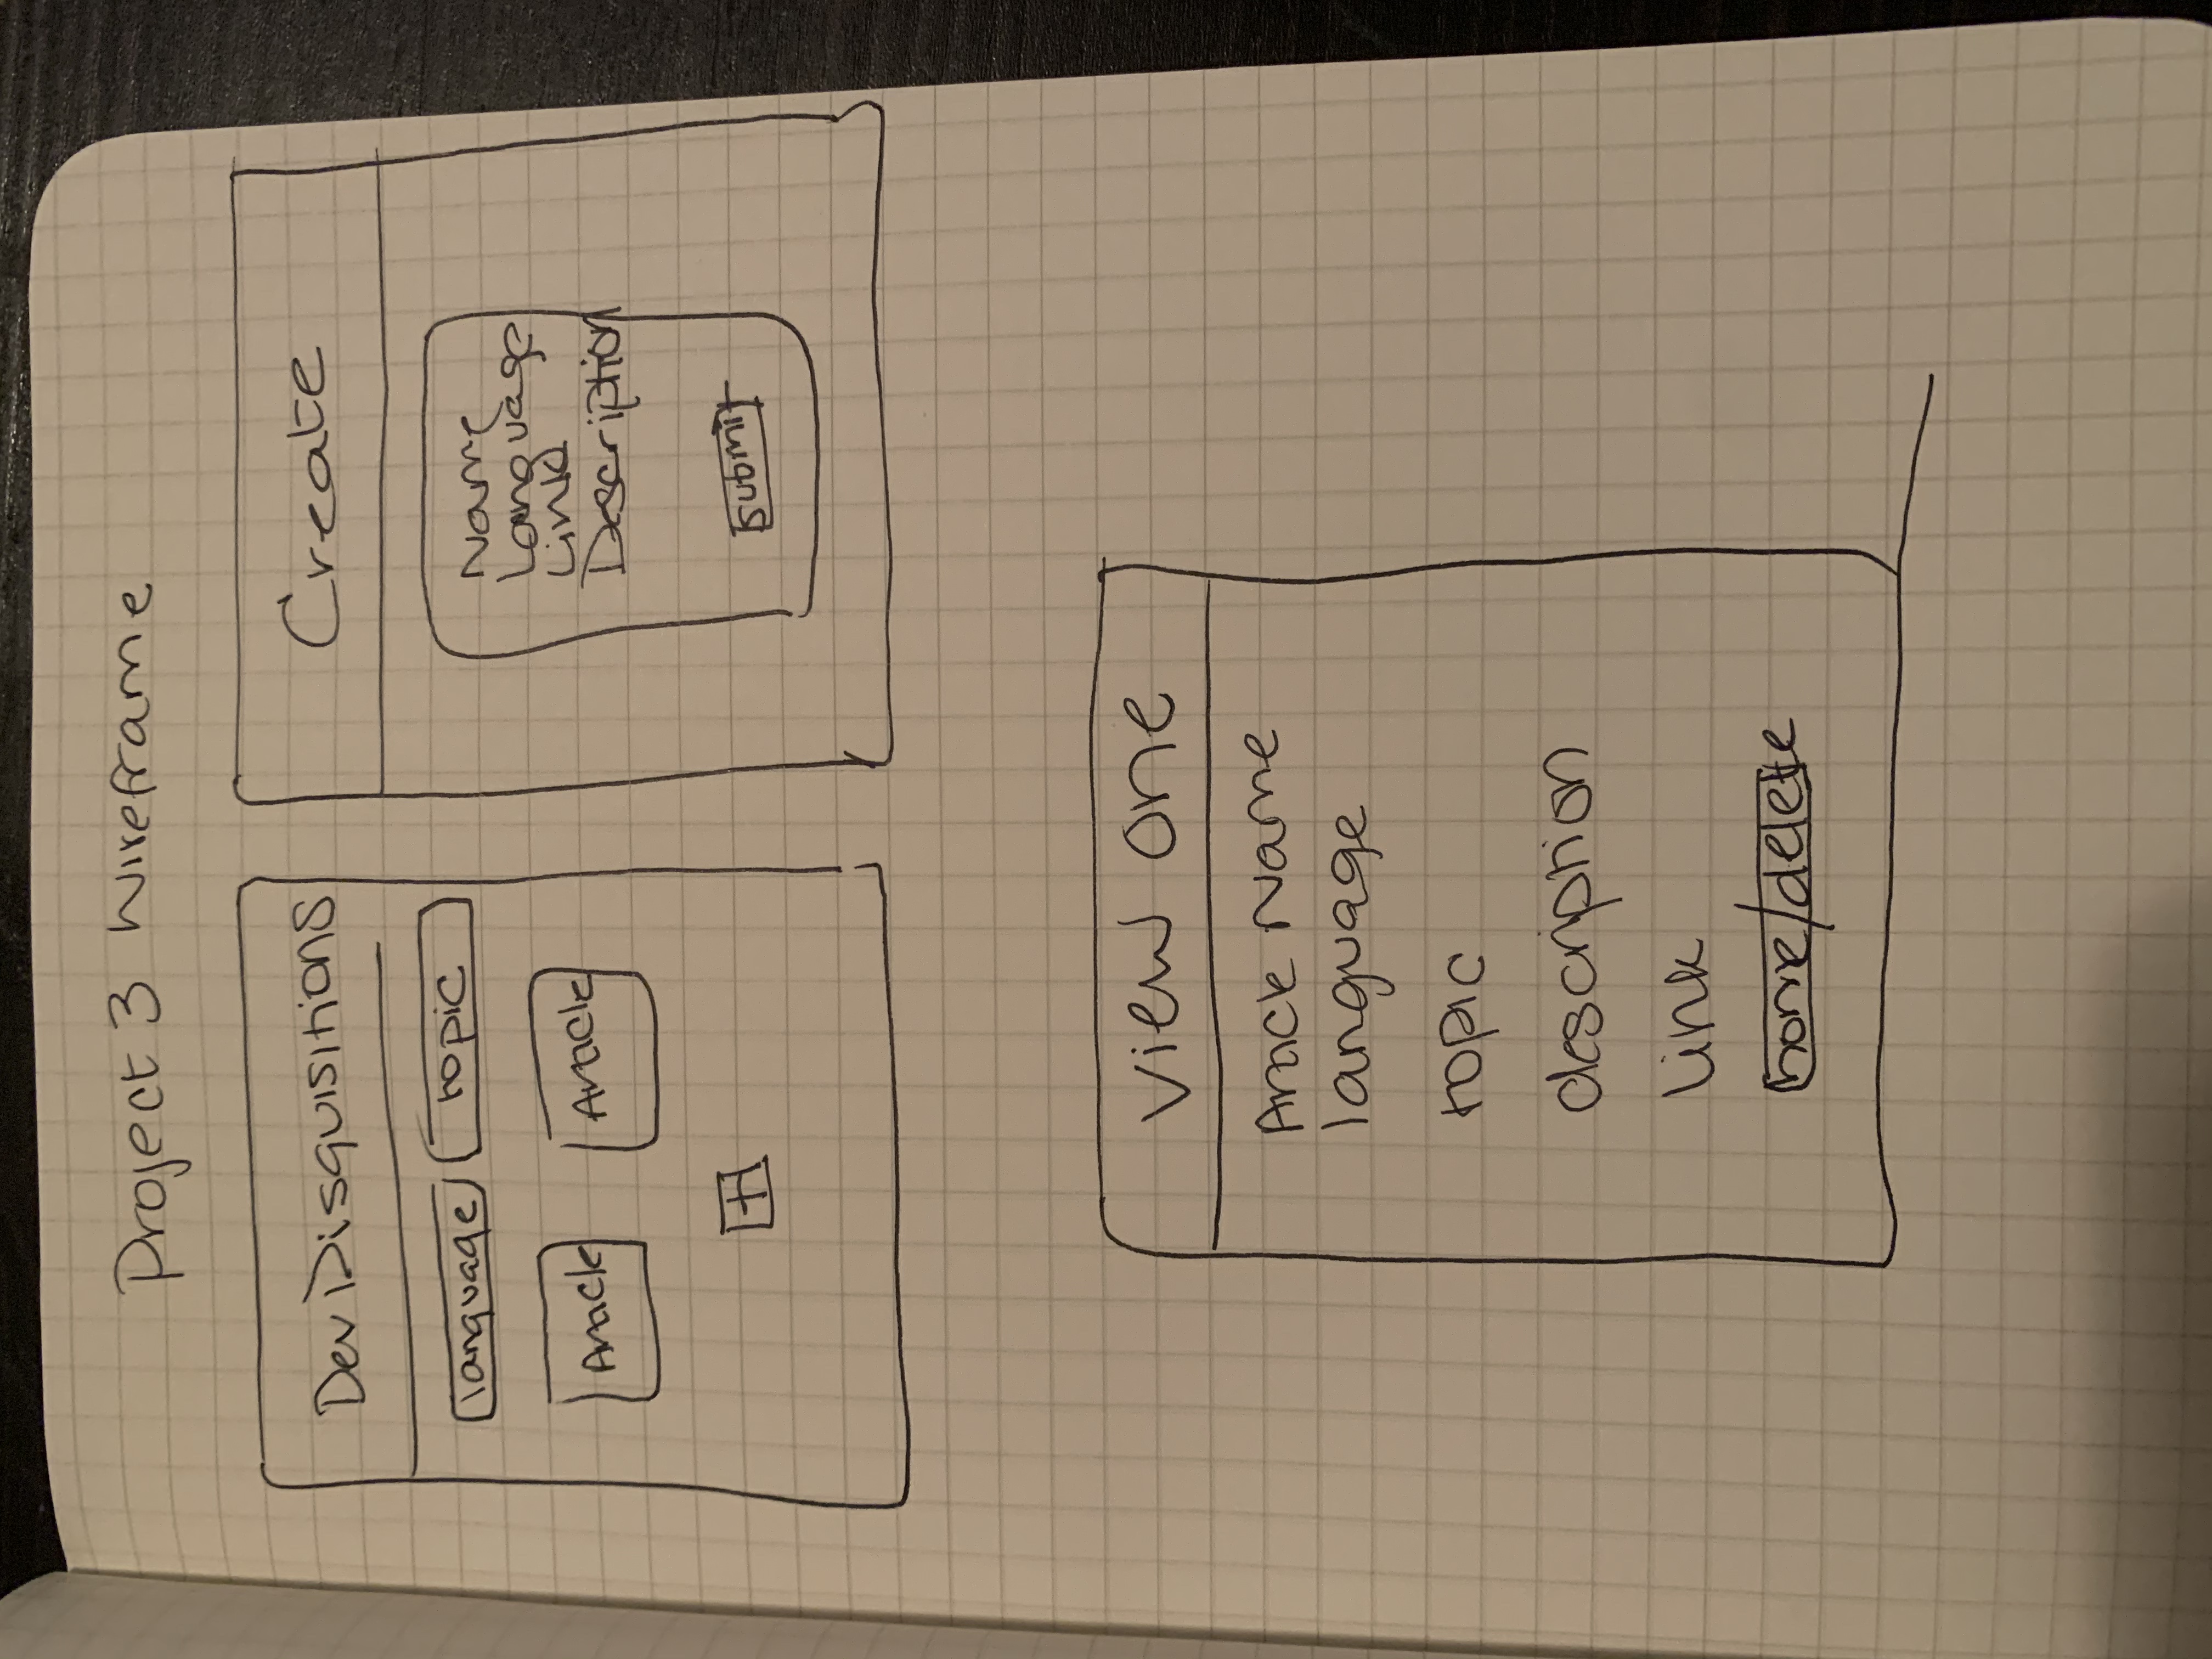 Project 3 Wireframe
Dev Disquisitions
language topic
Article Article
+
Create
Name
Language
Link
Description
submit
View One
Article Name
language
topic
description
Link
home/delete